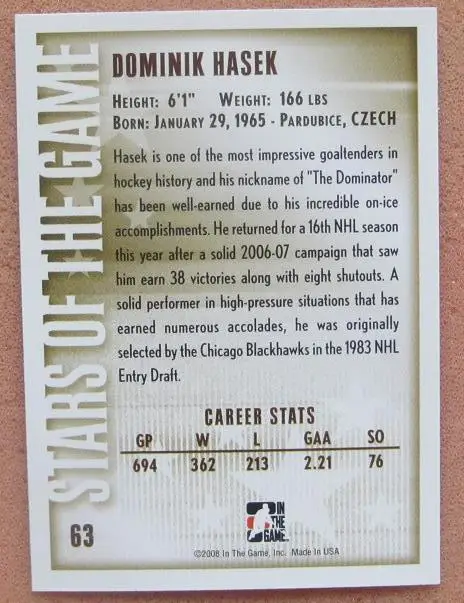 STARS OF THE GAME
DOMINIK HASEK
HEIGHT: 6'1" WEIGHT: 166 LBS
BORN: JANUARY 29, 1965 - PARDUBICE, CZECH
Hasek is one of the most impressive goaltenders in
hockey history and his nickname of "The Dominator"
has been well-earned due to his incredible on-ice
accomplishments. He returned for a 16th NHL season
this year after a solid 2006-07 campaign that saw
him earn 38 victories along with eight shutouts. A
solid performer in high-pressure situations that has
earned numerous accolades, he was originally
selected by the Chicago Blackhawks in the 1983 NHL
Entry Draft.
CAREER STATS
GP W L GAA SO
694 362 213 2.21 76
63
IN
THE
GAME
©2008 In The Game, Inc. Made In USA